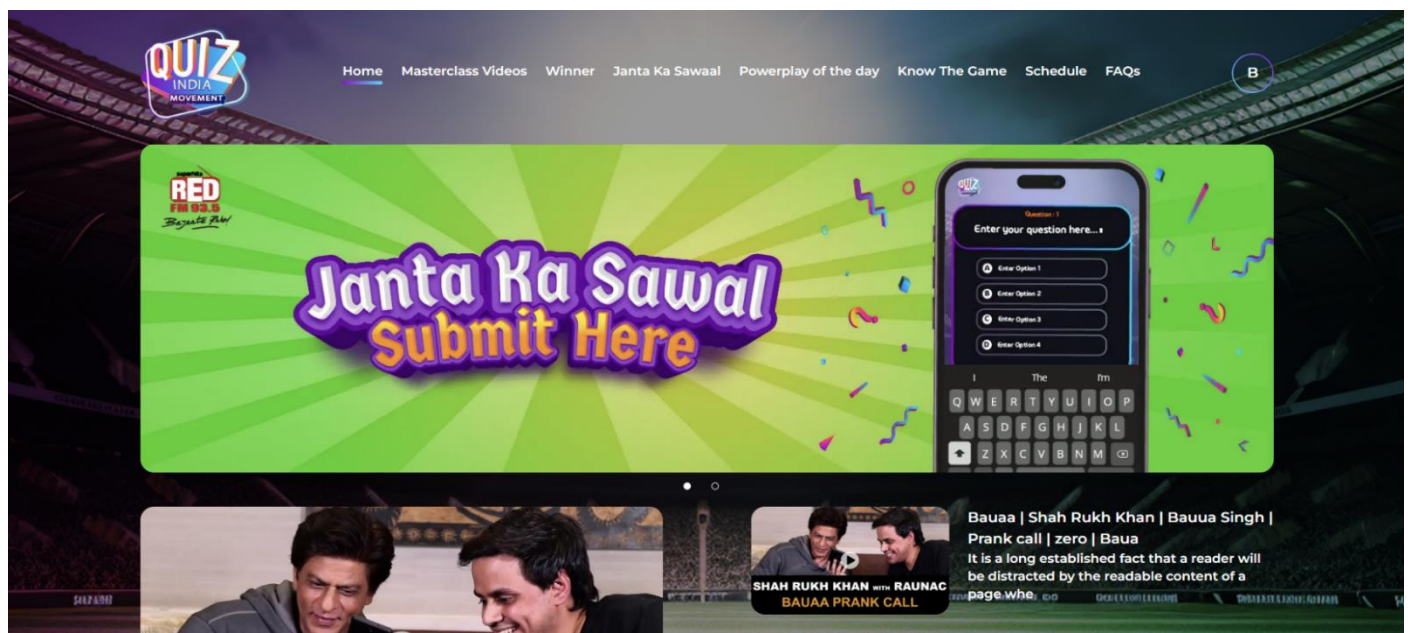 QUIZ
INDIA
MOVEMENT
Home Masterclass Videos Winner Janta Ka Sawaal Powerplay of the day Know The Game Schedule FAQs
B
RED
FM 93.5
Bajaate Raho!
Janta Ka Sawal
Submit Here
QUIZ
Question : 1
Enter your question here...
A Enter Option 1
B Enter Option 2
C Enter Option 3
D Enter Option 4
I The I'm
Q W E R T Y U I O P
A S D F G H J K L
Z X C V B N M
SHAH RUKH KHAN WITH RAUNAC
BAUAA PRANK CALL
Bauaa | Shah Rukh Khan | Bauua Singh |
Prank call | zero | Baua
It is a long established fact that a reader will
be distracted by the readable content of a
page whe